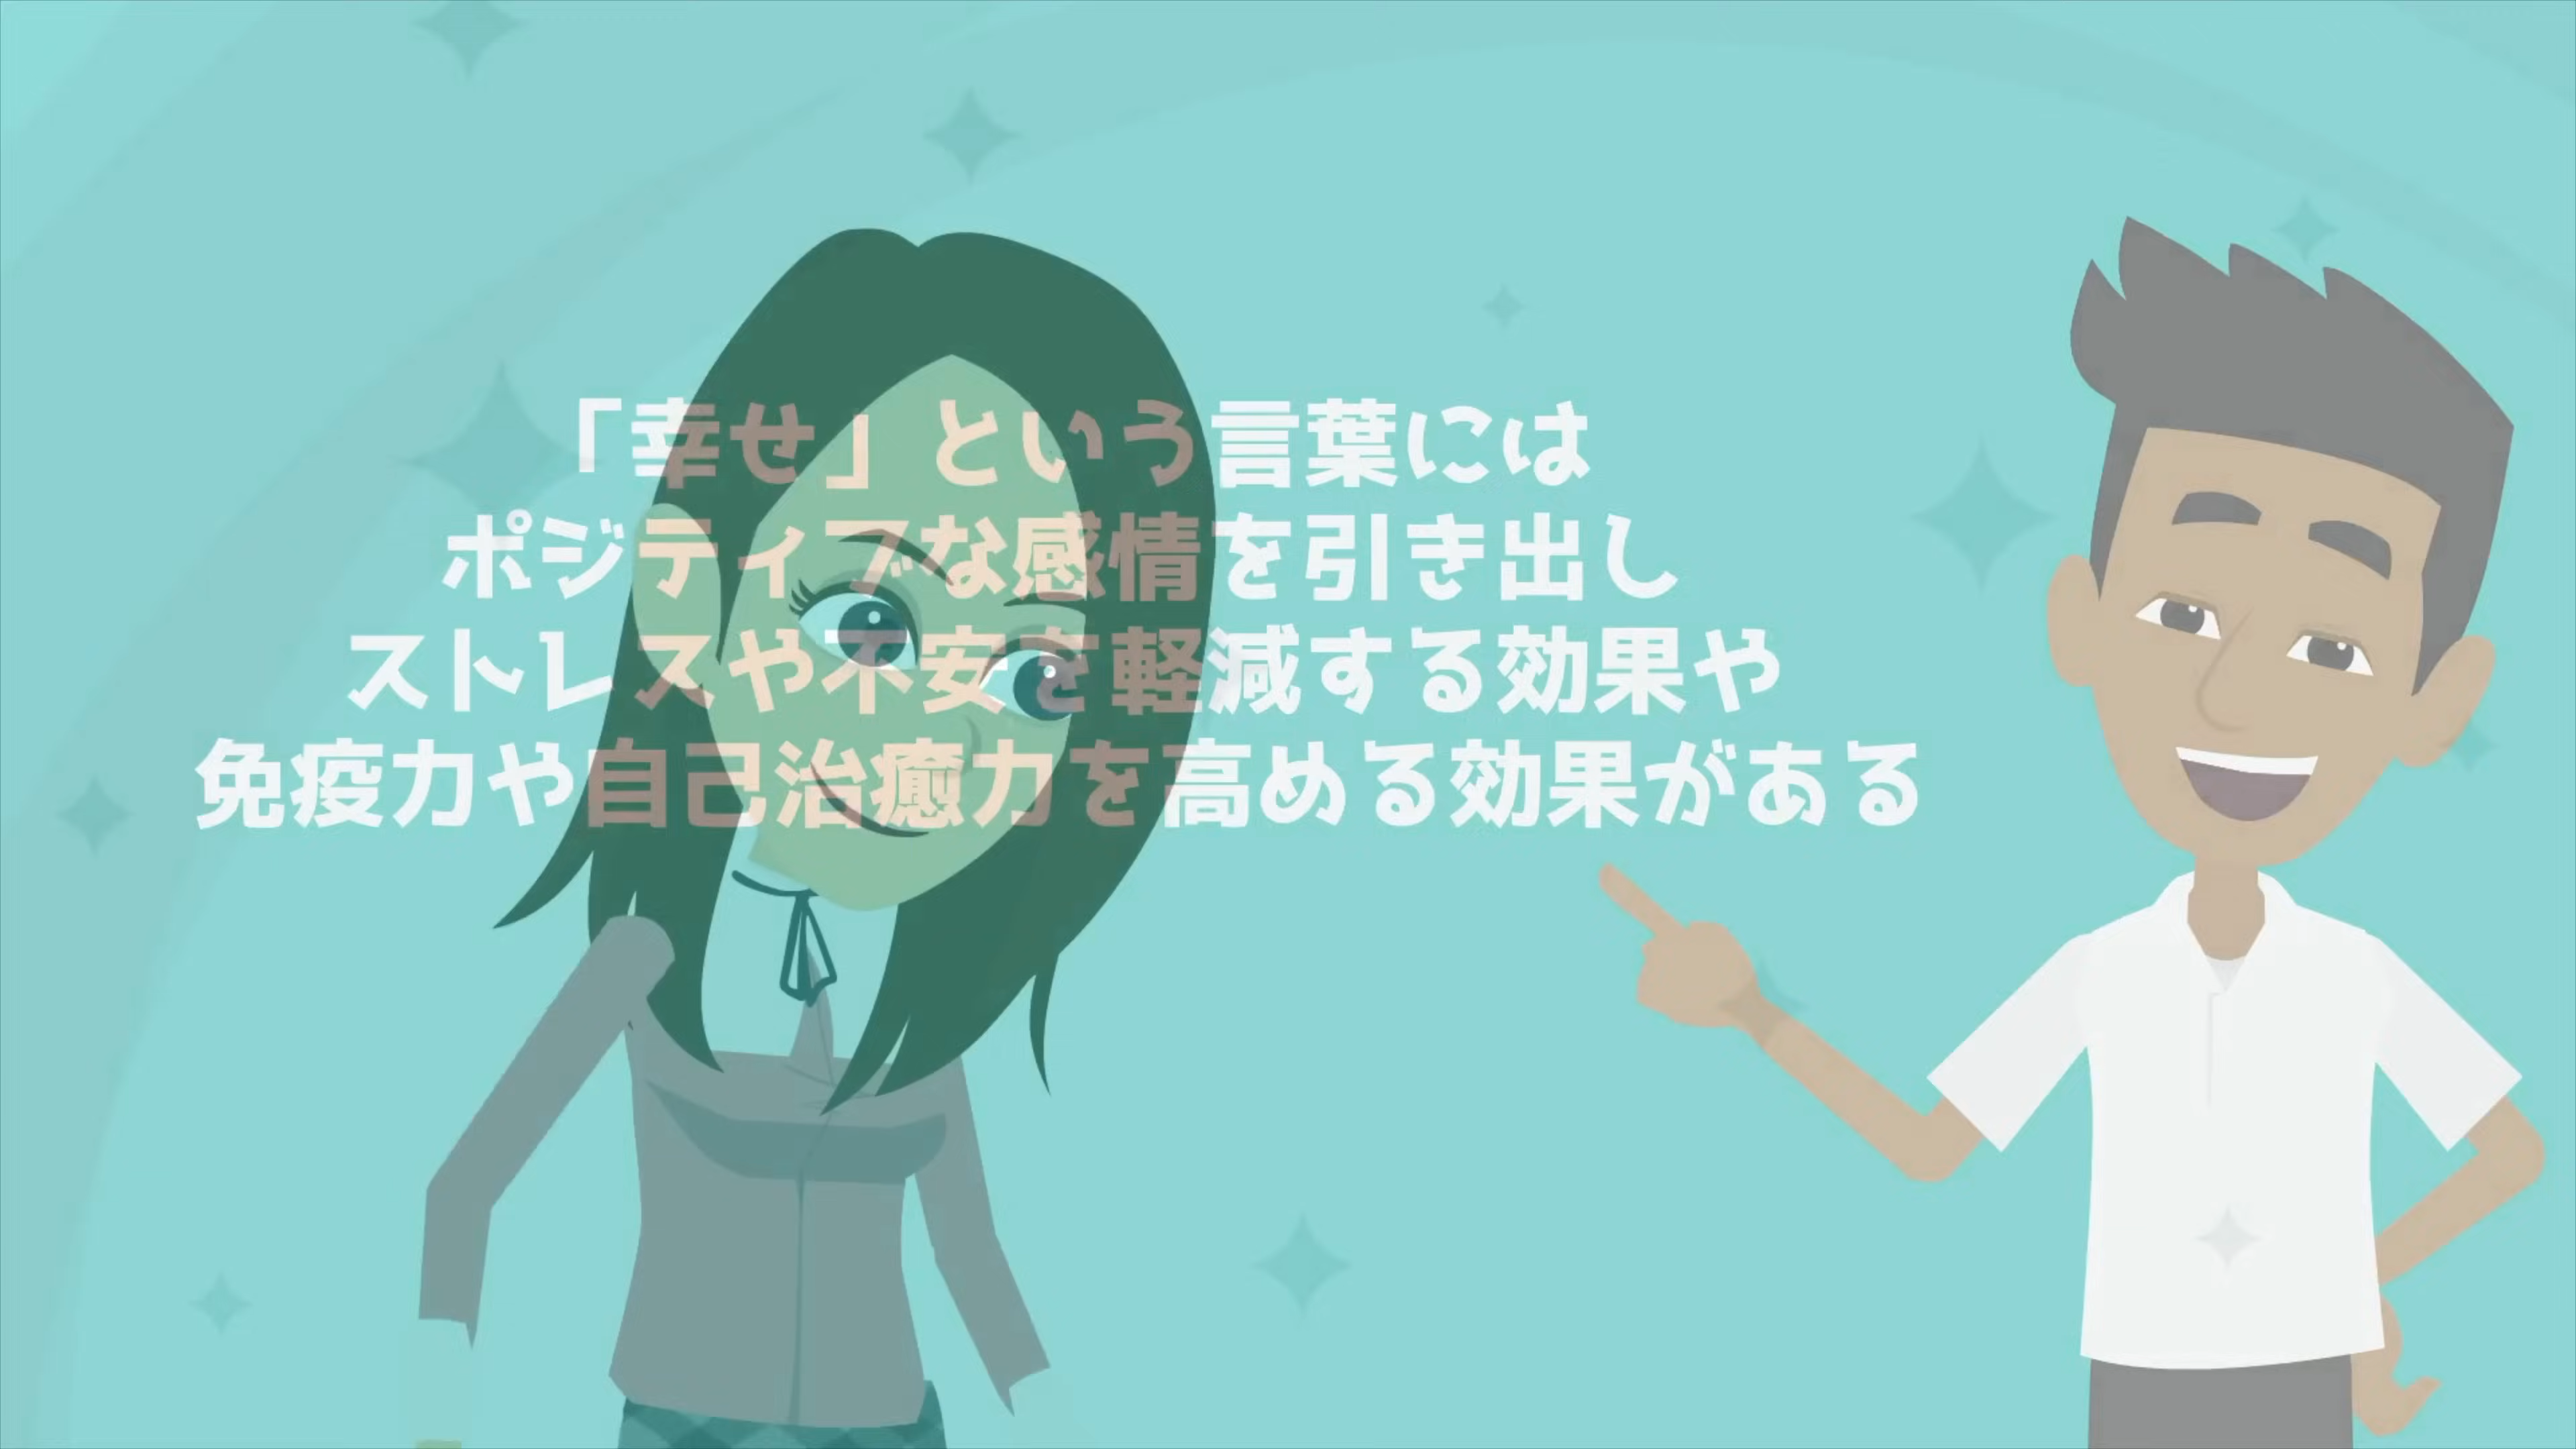 「幸せ」という言葉には
ポジティブな感情を引き出し
ストレスや不安を軽減する効果や
免疫力や自己治癒力を高める効果がある